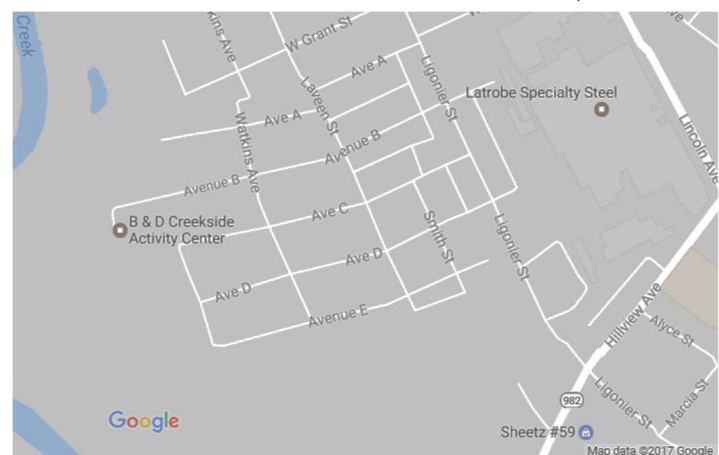 Creek
Watkins Ave
W Grant St
Ave A
Laveen St
Ligonier St
Latrobe Specialty Steel
Ave A
Watkins Ave
Avenue B
Lincoln Ave
Avenue B
Ave C
B & D Creekside
Activity Center
Smith St
Ligonier St
Ave D
Ave D
Avenue E
Hillview Ave
Alyce St
Ligonier St
Marcia St
982
Google
Sheetz #59
Map data ©2017 Google